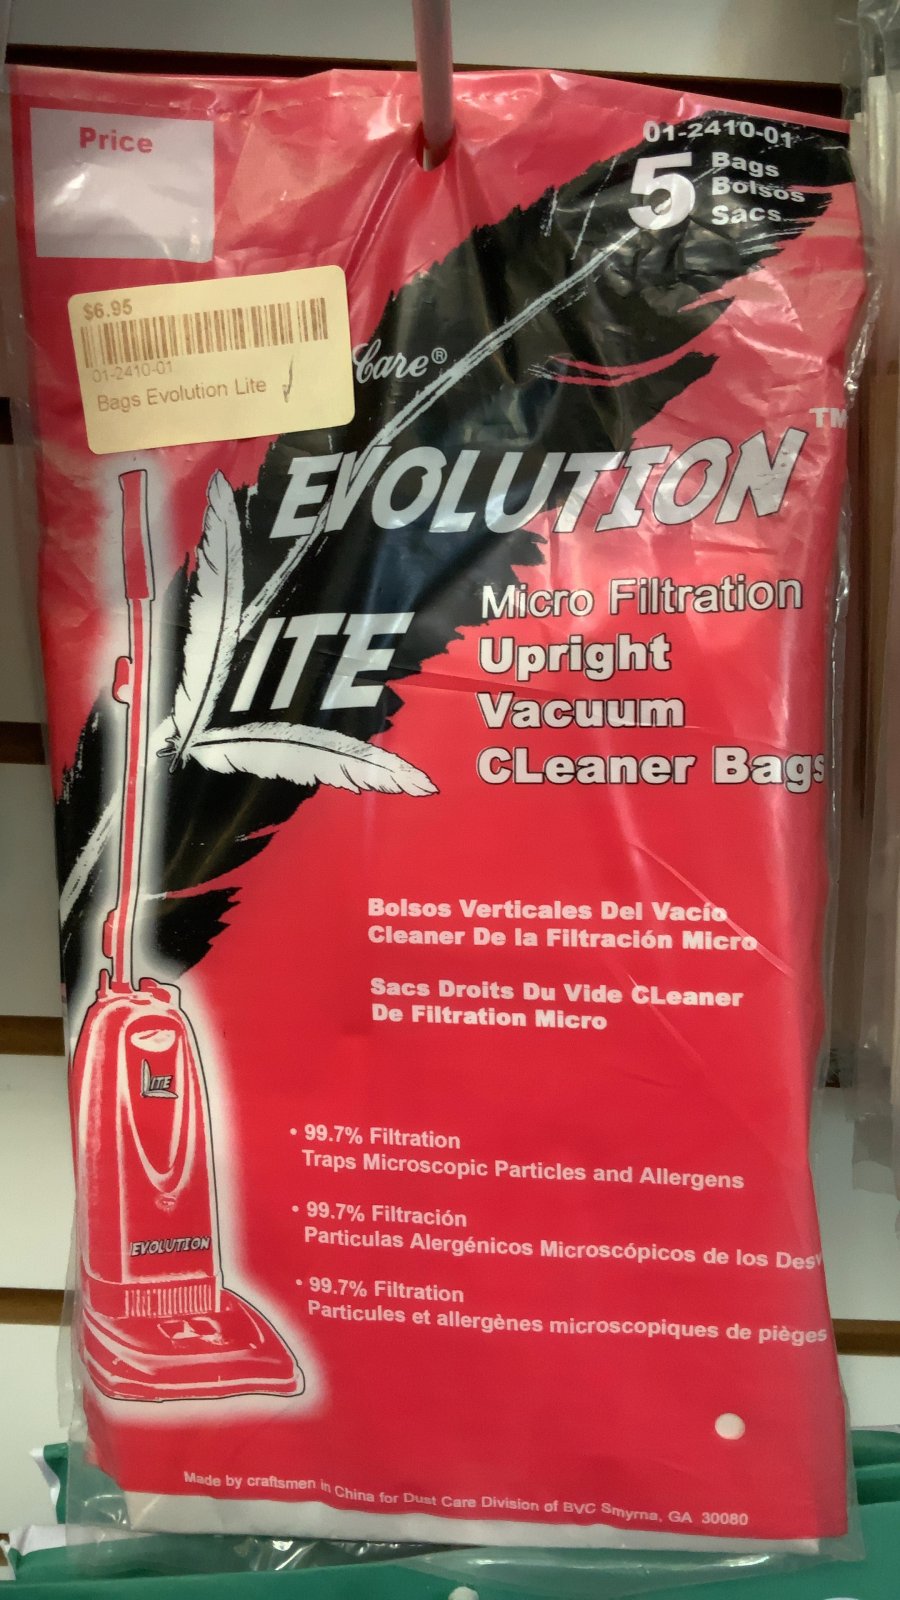 Price
01-2410-01
5 Bags
Bolsos
Sacs
$6.95
01-2410-01
Bags Evolution Lite
Care®
EVOLUTION™
LITE
Micro Filtration
Upright
Vacuum
CLeaner Bags
Bolsos Verticales Del Vacío
Cleaner De la Filtración Micro
Sacs Droits Du Vide CLeaner
De Filtration Micro
LITE
EVOLUTION
• 99.7% Filtration
Traps Microscopic Particles and Allergens
• 99.7% Filtración
Particulas Alergénicos Microscópicos de los
• 99.7% Filtration
Particules et allergènes microscopiques de pièges
Made by craftsmen in China for Dust Care Division of BVC Smyrna, GA 30080